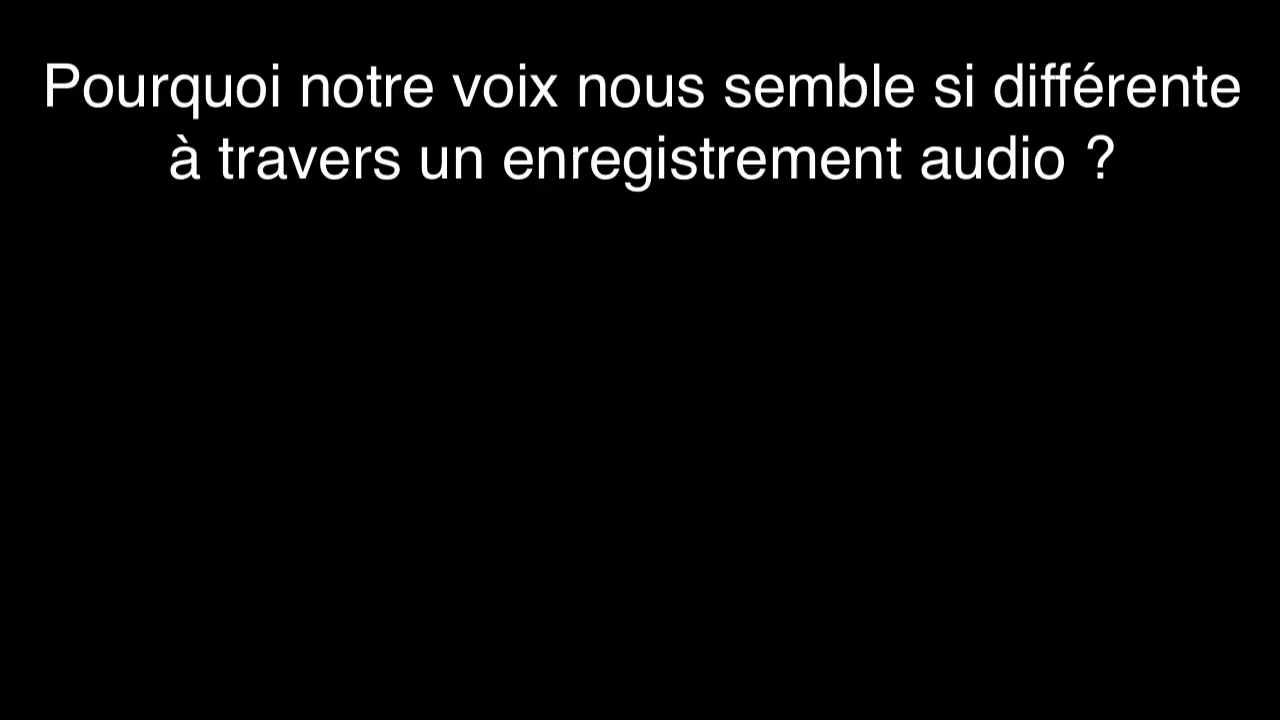 Pourquoi notre voix nous semble si différente
à travers un enregistrement audio ?